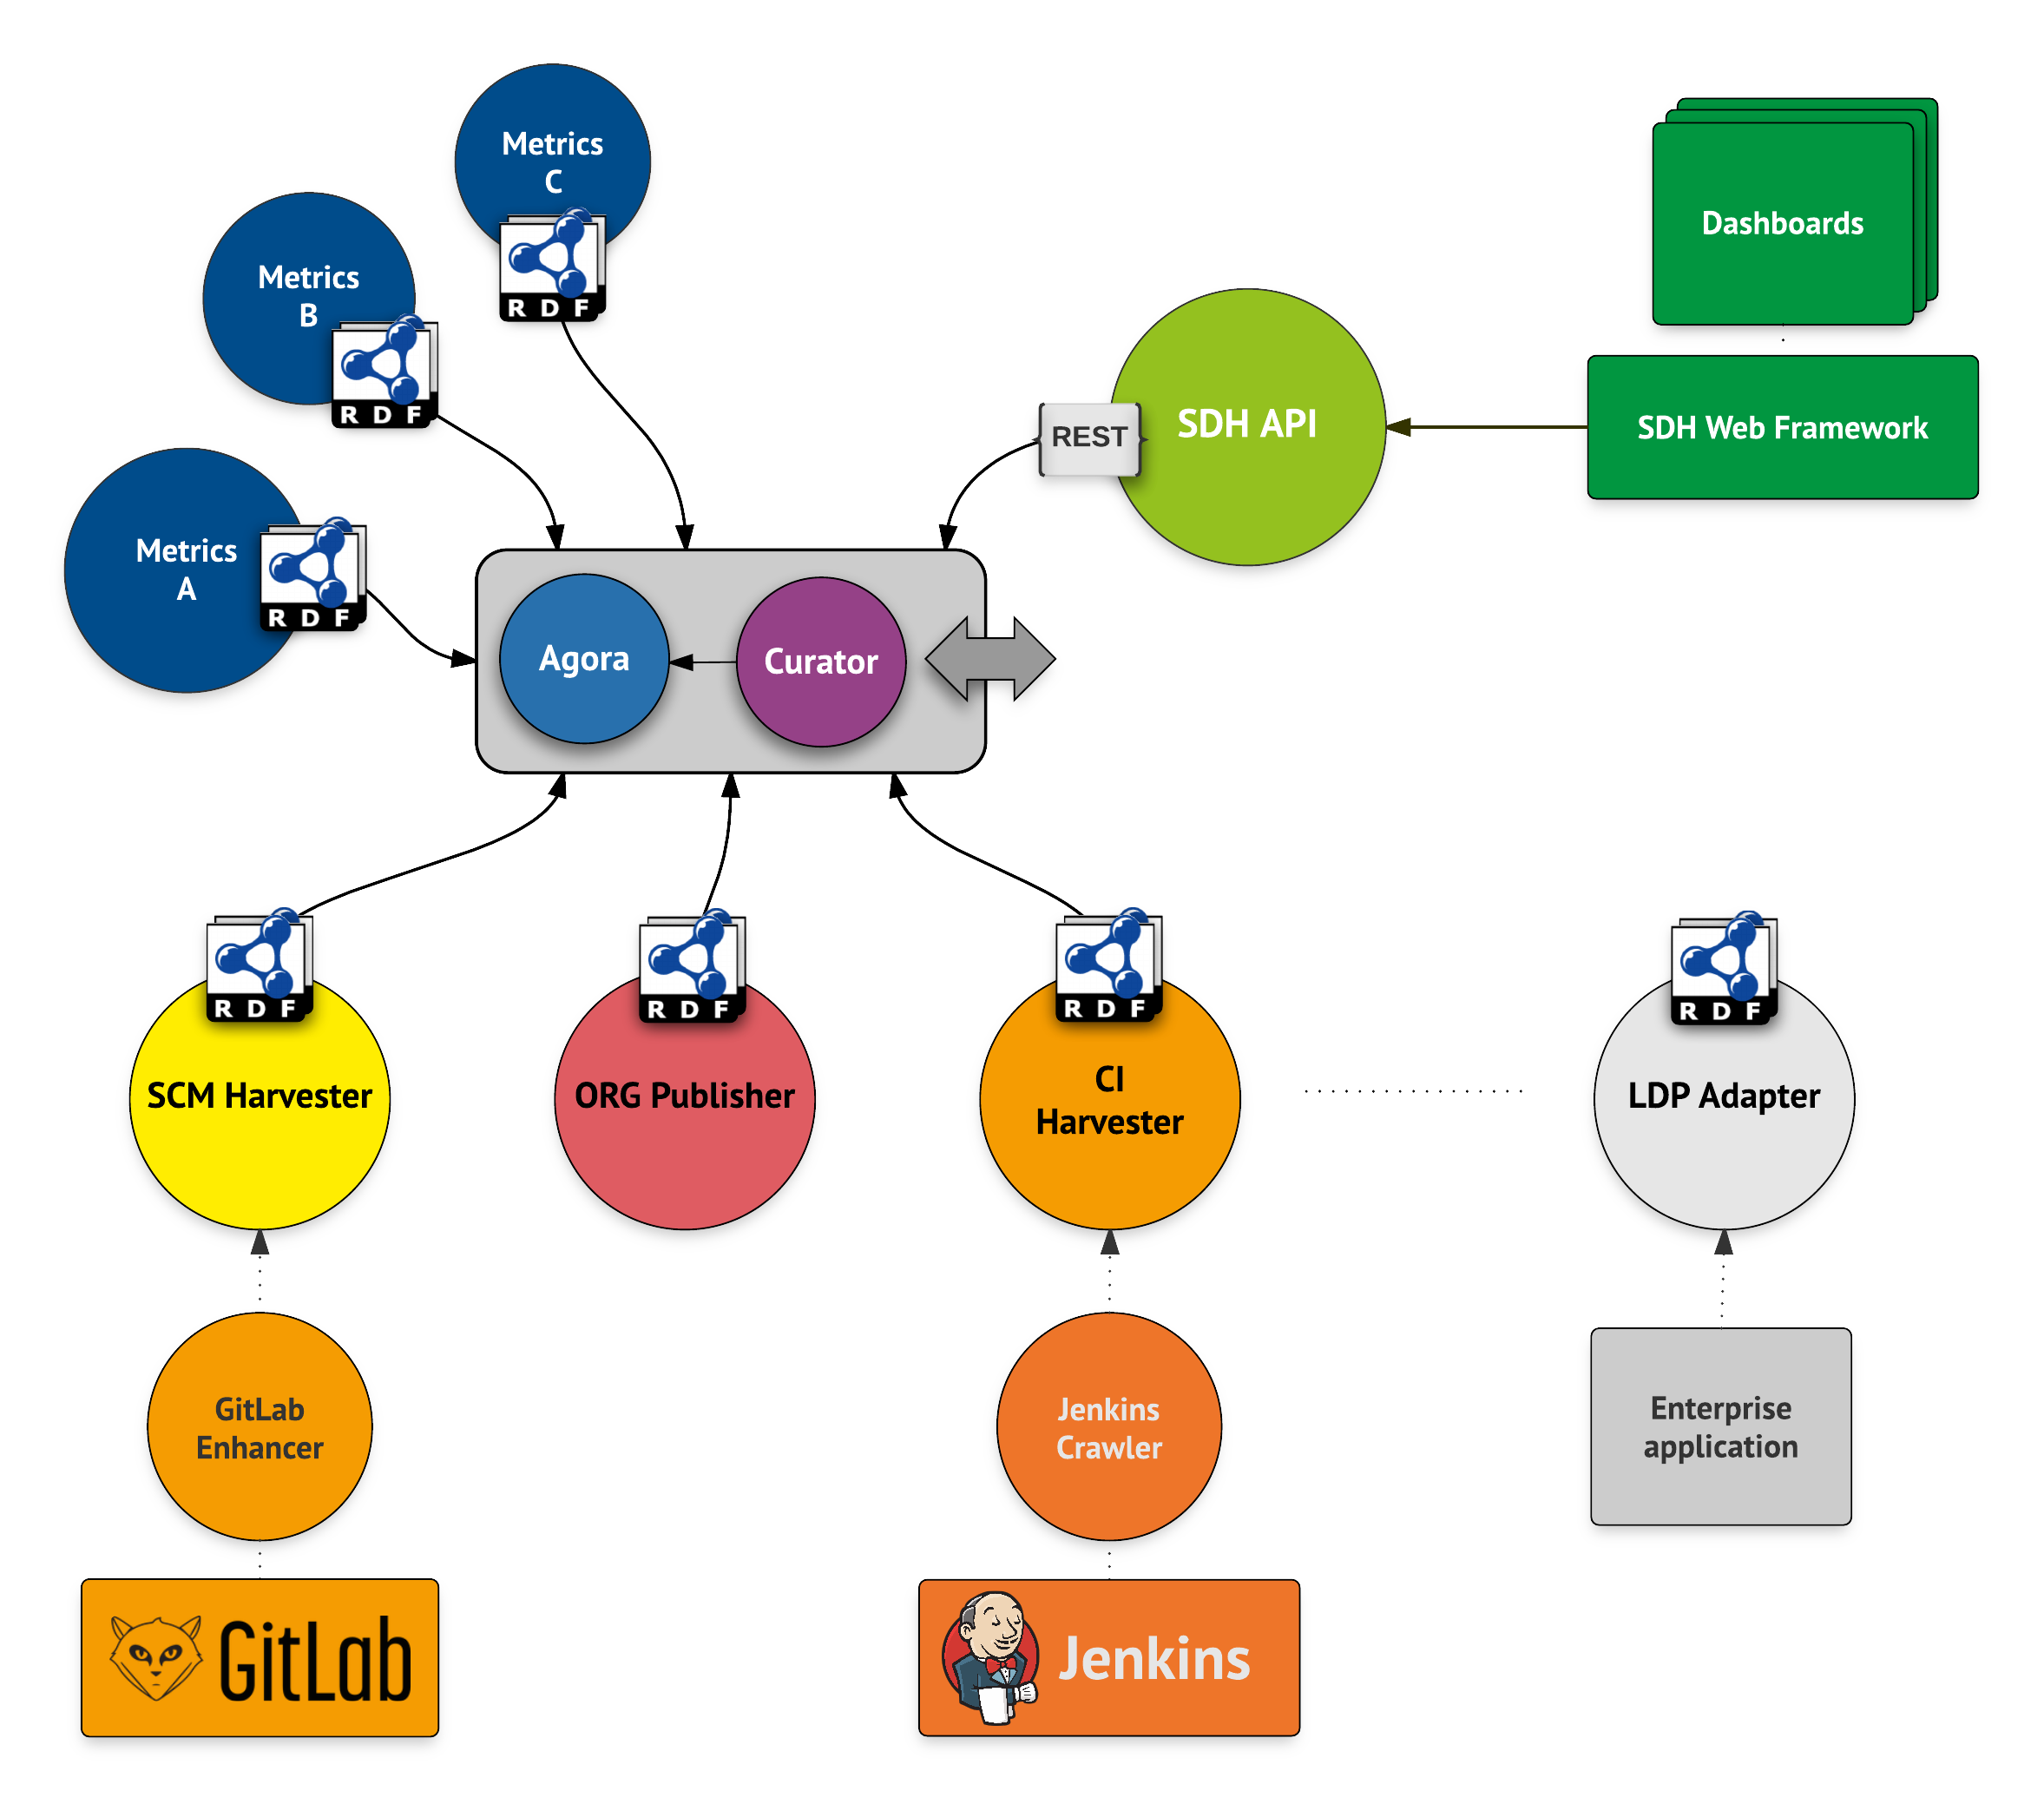 Metrics
C
RDF
Metrics
B
RDF
Metrics
A
RDF
Dashboards
REST
SDH API
SDH Web Framework
Agora
Curator
RDF
SCM Harvester
RDF
ORG Publisher
RDF
CI
Harvester
RDF
LDP Adapter
GitLab
Enhancer
Jenkins
Crawler
Enterprise
application
GitLab
Jenkins